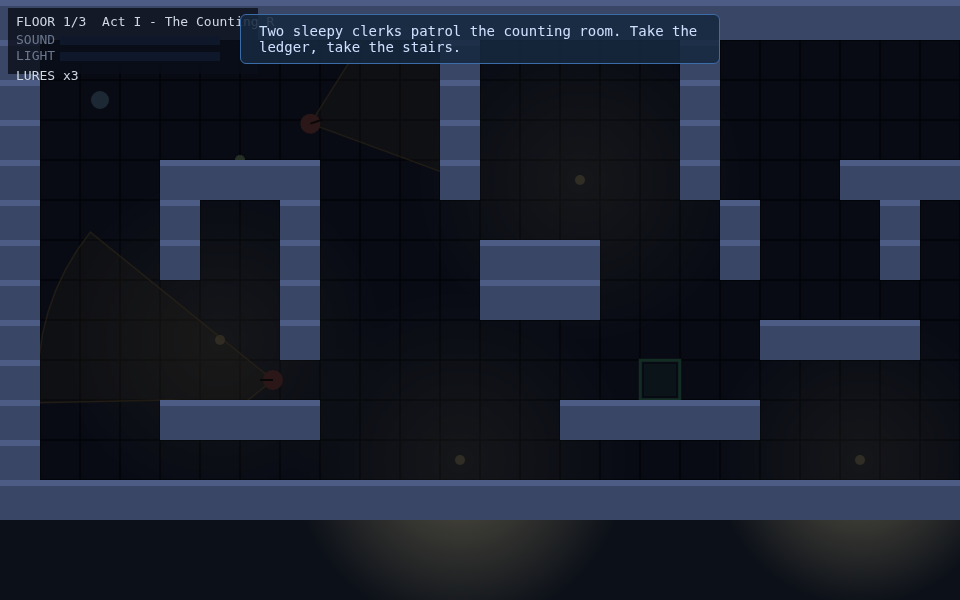 FLOOR 1/3  Act I - The Counting R
SOUND
LIGHT
LURES x3
Two sleepy clerks patrol the counting room. Take the
ledger, take the stairs.